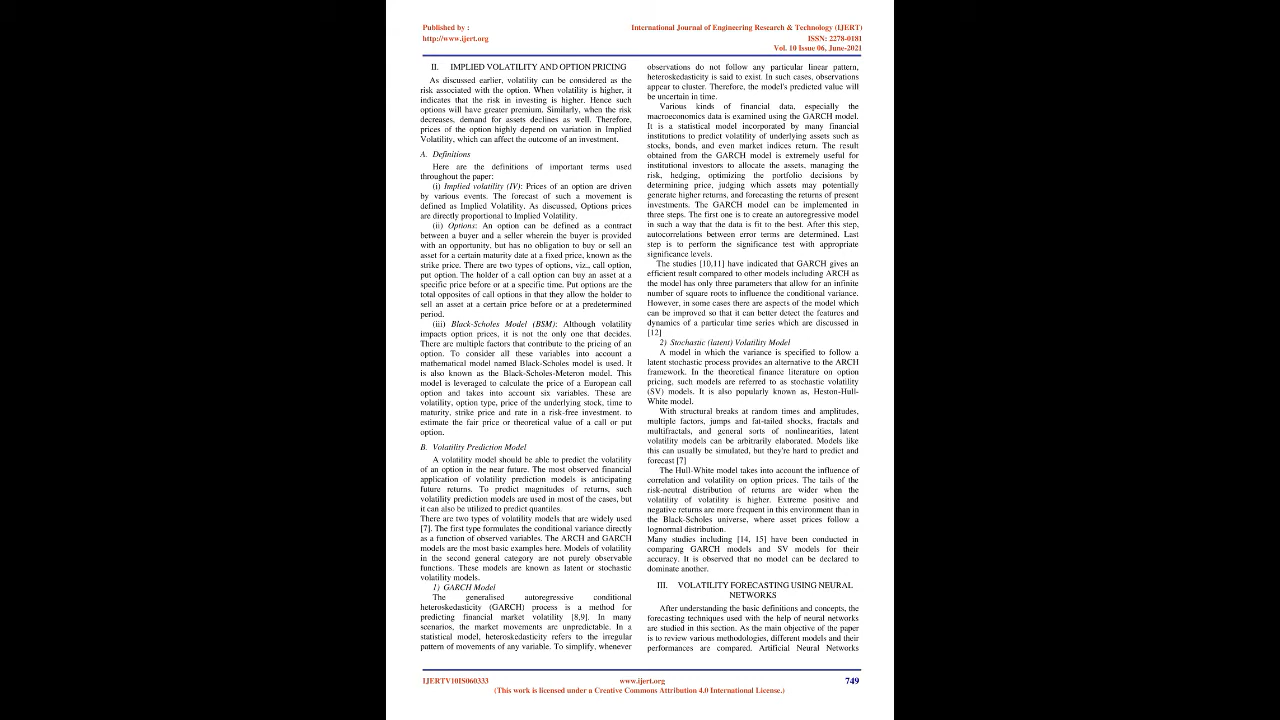 Published by :
http://www.ijert.org
International Journal of Engineering Research & Technology (IJERT)
ISSN: 2278-0181
Vol. 10 Issue 06, June-2021
II. IMPLIED VOLATILITY AND OPTION PRICING
As discussed earlier, volatility can be considered as the
risk associated with the option. When volatility is higher, it
indicates that the risk in investing is higher. Hence such
options will have greater premium. Similarly, when the risk
decreases, demand for assets declines as well. Therefore,
prices of the option highly depend on variation in Implied
Volatility, which can affect the outcome of an investment.
A. Definitions
Here are the definitions of important terms used
throughout the paper:
(i) Implied volatility (IV): Prices of an option are driven
by various events. The forecast of such a movement is
defined as Implied Volatility. As discussed, Options prices
are directly proportional to Implied Volatility.
(ii) Options: An option can be defined as a contract
between a buyer and a seller wherein the buyer is provided
with an opportunity, but has no obligation to buy or sell an
asset for a certain maturity date at a fixed price, known as the
strike price. There are two types of options, viz., call option,
put option. The holder of a call option can buy an asset at a
specific price before or at a specific time. Put options are the
total opposites of call options in that they allow the holder to
sell an asset at a certain price before or at a predetermined
period.
(iii) Black-Scholes Model (BSM): Although volatility
impacts option prices, it is not the only one that decides.
There are multiple factors that contribute to the pricing of an
option. To consider all these variables into account a
mathematical model named Black-Scholes model is used. It
is also known as the Black-Scholes-Meteron model. This
model is leveraged to calculate the price of a European call
option and takes into account six variables. These are
volatility, option type, price of the underlying stock, time to
maturity, strike price and rate in a risk-free investment. to
estimate the fair price or theoretical value of a call or put
option.
B. Volatility Prediction Model
A volatility model should be able to predict the volatility
of an option in the near future. The most observed financial
application of volatility prediction models is anticipating
future returns. To predict magnitudes of returns, such
volatility prediction models are used in most of the cases, but
it can also be utilized to predict quantiles.
There are two types of volatility models that are widely used
[7]. The first type formulates the conditional variance directly
as a function of observed variables. The ARCH and GARCH
models are the most basic examples here. Models of volatility
in the second general category are not purely observable
functions. These models are known as latent or stochastic
volatility models.
1) GARCH Model
The generalised autoregressive conditional
heteroskedasticity (GARCH) process is a method for
predicting financial market volatility [8,9]. In many
scenarios, the market movements are unpredictable. In a
statistical model, heteroskedasticity refers to the irregular
pattern of movements of any variable. To simplify, whenever
observations do not follow any particular linear pattern,
heteroskedasticity is said to exist. In such cases, observations
appear to cluster. Therefore, the model's predicted value will
be uncertain in time.
Various kinds of financial data, especially the
macroeconomics data is examined using the GARCH model.
It is a statistical model incorporated by many financial
institutions to predict volatility of underlying assets such as
stocks, bonds, and even market indices return. The result
obtained from the GARCH model is extremely useful for
institutional investors to allocate the assets, managing the
risk, hedging, optimizing the portfolio decisions by
determining price, judging which assets may potentially
generate higher returns, and forecasting the returns of present
investments. The GARCH model can be implemented in
three steps. The first one is to create an autoregressive model
in such a way that the data is fit to the best. After this step,
autocorrelations between error terms are determined. Last
step is to perform the significance test with appropriate
significance levels.
The studies [10,11] have indicated that GARCH gives an
efficient result compared to other models including ARCH as
the model has only three parameters that allow for an infinite
number of square roots to influence the conditional variance.
However, in some cases there are aspects of the model which
can be improved so that it can better detect the features and
dynamics of a particular time series which are discussed in
[12]
2) Stochastic (latent) Volatility Model
A model in which the variance is specified to follow a
latent stochastic process provides an alternative to the ARCH
framework. In the theoretical finance literature on option
pricing, such models are referred to as stochastic volatility
(SV) models. It is also popularly known as, Heston-Hull-
White model.
With structural breaks at random times and amplitudes,
multiple factors, jumps and fat-tailed shocks, fractals and
multifractals, and general sorts of nonlinearities, latent
volatility models can be arbitrarily elaborated. Models like
this can usually be simulated, but they're hard to predict and
forecast [7]
The Hull-White model takes into account the influence of
correlation and volatility on option prices. The tails of the
risk-neutral distribution of returns are wider when the
volatility of volatility is higher. Extreme positive and
negative returns are more frequent in this environment than in
the Black-Scholes universe, where asset prices follow a
lognormal distribution.
Many studies including [14, 15] have been conducted in
comparing GARCH models and SV models for their
accuracy. It is observed that no model can be declared to
dominate another.
III. VOLATILITY FORECASTING USING NEURAL
NETWORKS
After understanding the basic definitions and concepts, the
forecasting techniques used with the help of neural networks
are studied in this section. As the main objective of the paper
is to review various methodologies, different models and their
performances are compared. Artificial Neural Networks
IJERTV10IS060333
www.ijert.org
749
(This work is licensed under a Creative Commons Attribution 4.0 International License.)